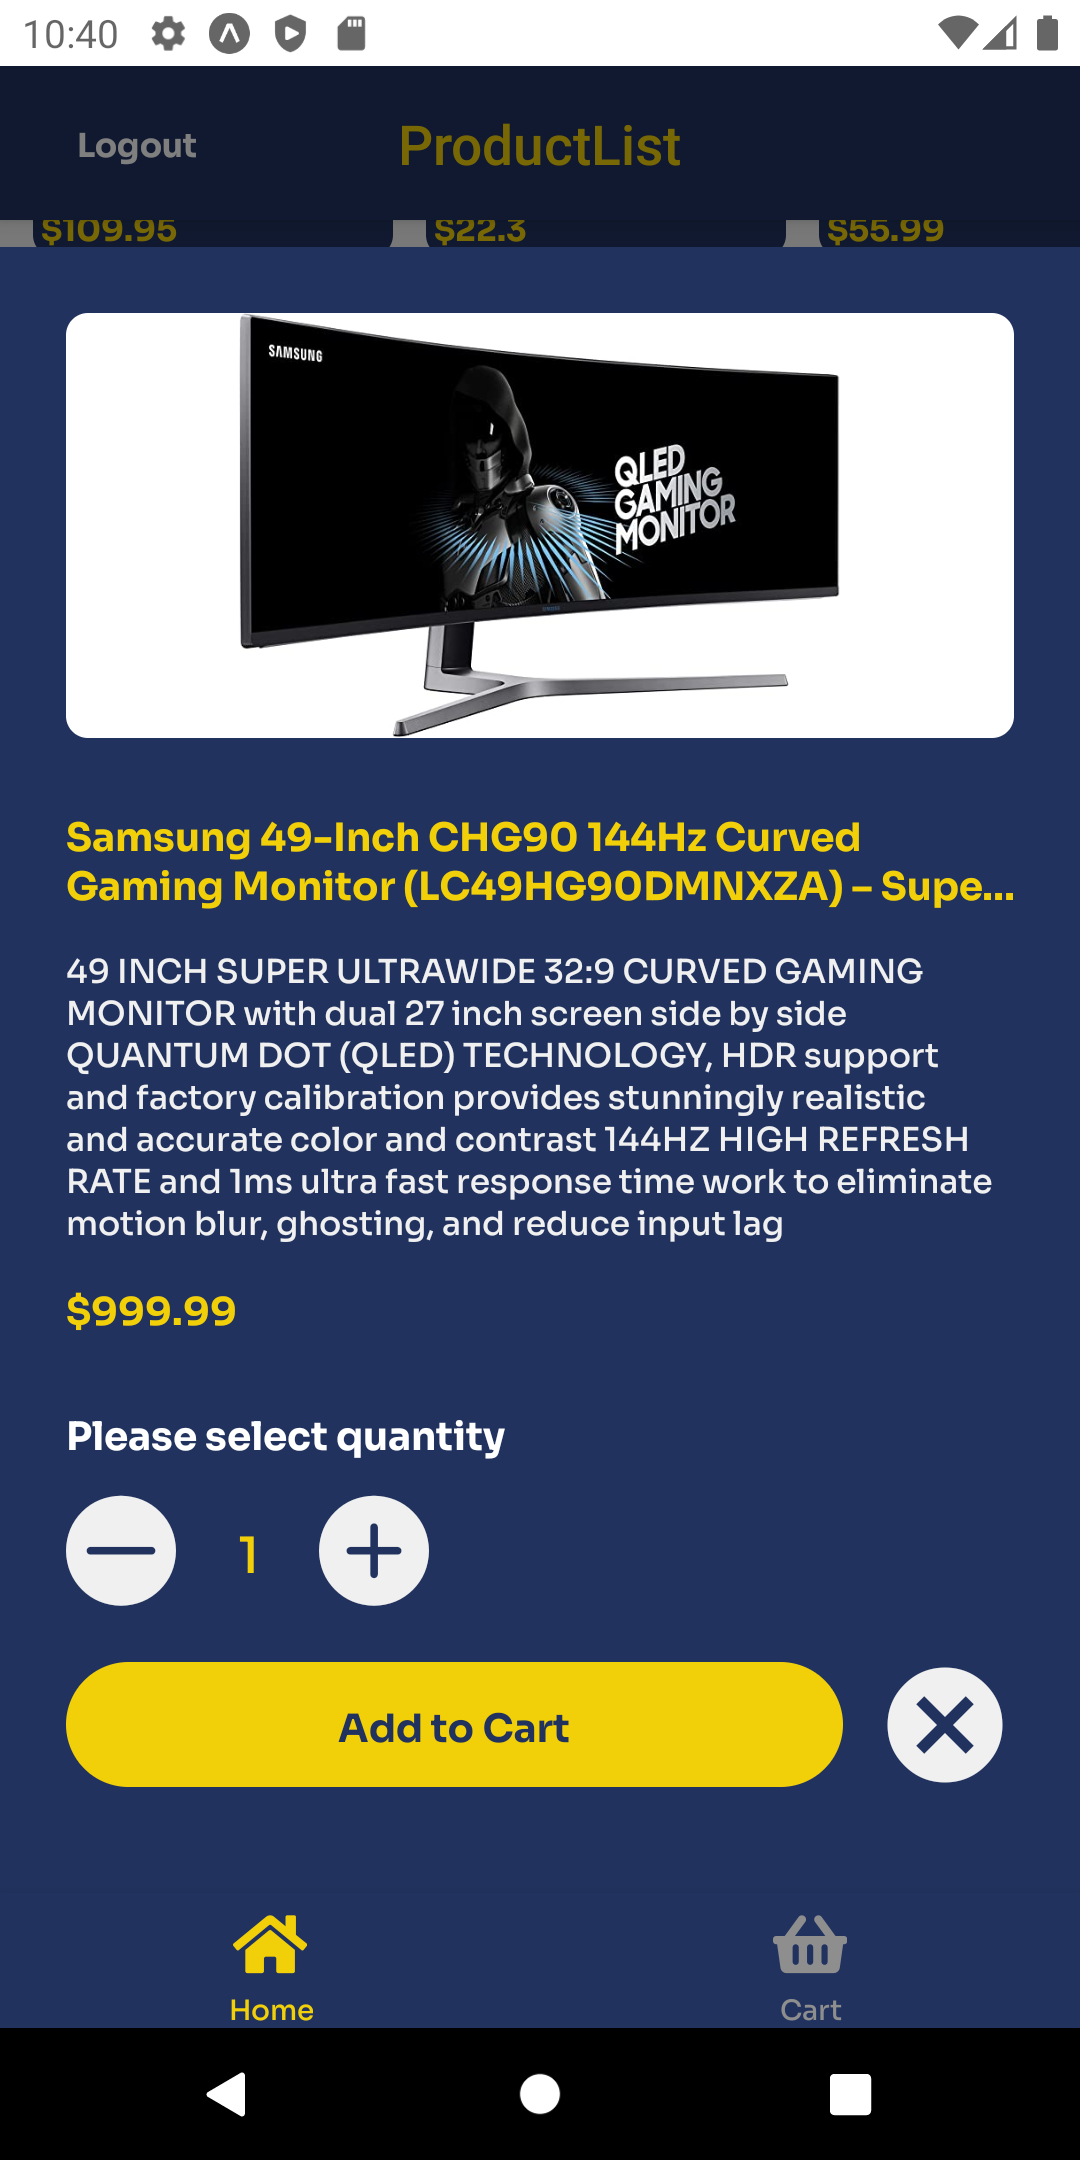 10:40
Logout
ProductList
$109.95
$22.3
$55.99
SAMSUNG
QLED
GAMING
MONITOR
Samsung 49-Inch CHG90 144Hz Curved
Gaming Monitor (LC49HG90DMNXZA) – Supe...
49 INCH SUPER ULTRAWIDE 32:9 CURVED GAMING
MONITOR with dual 27 inch screen side by side
QUANTUM DOT (QLED) TECHNOLOGY, HDR support
and factory calibration provides stunningly realistic
and accurate color and contrast 144HZ HIGH REFRESH
RATE and 1ms ultra fast response time work to eliminate
motion blur, ghosting, and reduce input lag
$999.99
Please select quantity
1
Add to Cart
Home
Cart